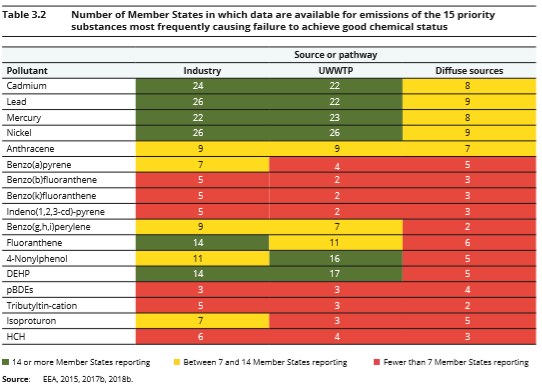 Table 3.2 Number of Member States in which data are available for emissions of the 15 priority
substances most frequently causing failure to achieve good chemical status
Source or pathway
Pollutant Industry UWWTP Diffuse sources
Cadmium 24 22 8
Lead 26 22 9
Mercury 22 23 8
Nickel 26 26 9
Anthracene 9 9 7
Benzo(a)pyrene 7 4 5
Benzo(b)fluoranthene 5 2 3
Benzo(k)fluoranthene 5 2 3
Indeno(1,2,3-cd)-pyrene 5 2 3
Benzo(g,h,i)perylene 9 7 2
Fluoranthene 14 11 6
4-Nonylphenol 11 16 5
DEHP 14 17 5
pBDEs 3 3 4
Tributyltin-cation 5 3 2
Isoproturon 7 3 5
HCH 6 4 3
14 or more Member States reporting Between 7 and 14 Member States reporting Fewer than 7 Member States reporting
Source: EEA, 2015, 2017b, 2018b.